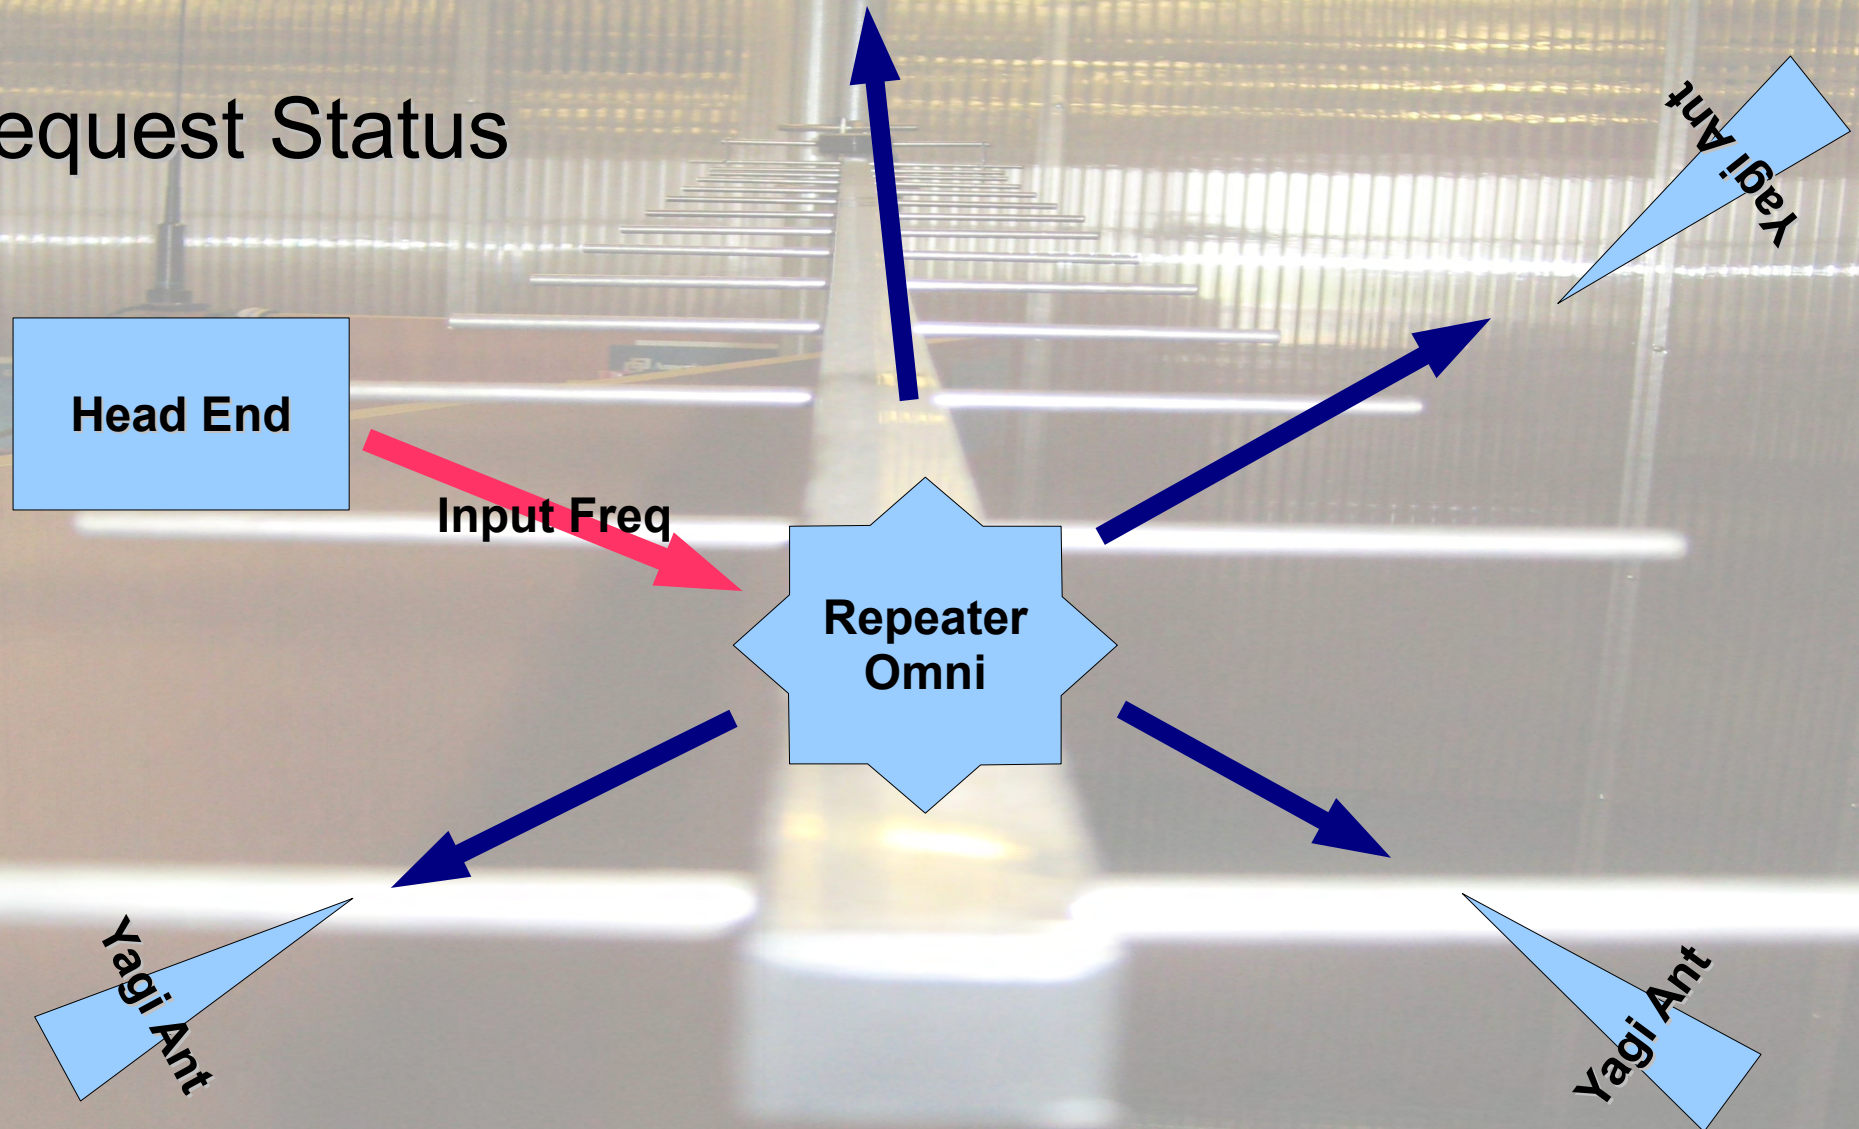 equest Status
Yagi Ant
Head End
Input Freq
Repeater
Omni
Yagi Ant
Yagi Ant